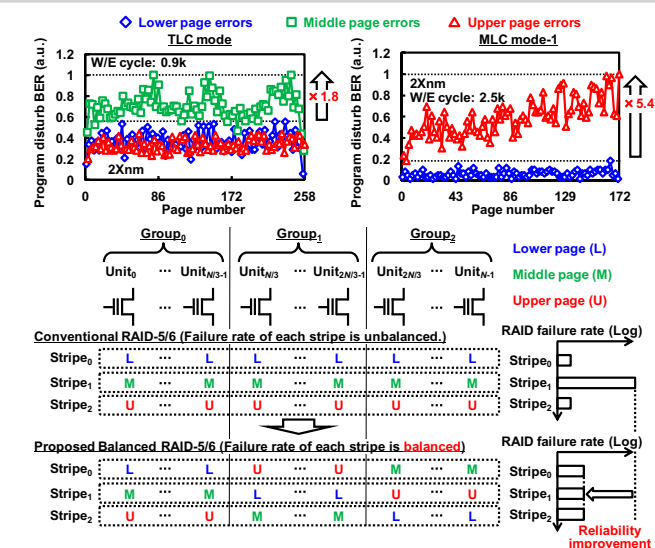 Lower page errors Middle page errors Upper page errors
TLC mode
MLC mode-1
Program disturb BER (a.u.)
1.2
1
0.8
0.6
0.4
0.2
0
W/E cycle: 0.9k
2Xnm
× 1.8
0 86 172 258
Page number
Program disturb BER (a.u.)
1.2
1
0.8
0.6
0.4
0.2
0
2Xnm
W/E cycle: 2.5k
× 5.4
0 43 86 129 172
Page number
Group0 Group1 Group2
Unit0 ··· UnitN/3-1 UnitN/3 ··· Unit2N/3-1 Unit2N/3 ··· UnitN-1
Lower page (L)
Middle page (M)
Upper page (U)
Conventional RAID-5/6 (Failure rate of each stripe is unbalanced.)
Stripe0 L ··· L L ··· L L ··· L
Stripe1 M ··· M M ··· M M ··· M
Stripe2 U ··· U U ··· U U ··· U
RAID failure rate (Log)
Stripe0
Stripe1
Stripe2
Proposed Balanced RAID-5/6 (Failure rate of each stripe is balanced)
Stripe0 L ··· L U ··· U M ··· M
Stripe1 M ··· M L ··· L U ··· U
Stripe2 U ··· U M ··· M L ··· L
RAID failure rate (Log)
Stripe0
Stripe1
Stripe2
Reliability
improvement